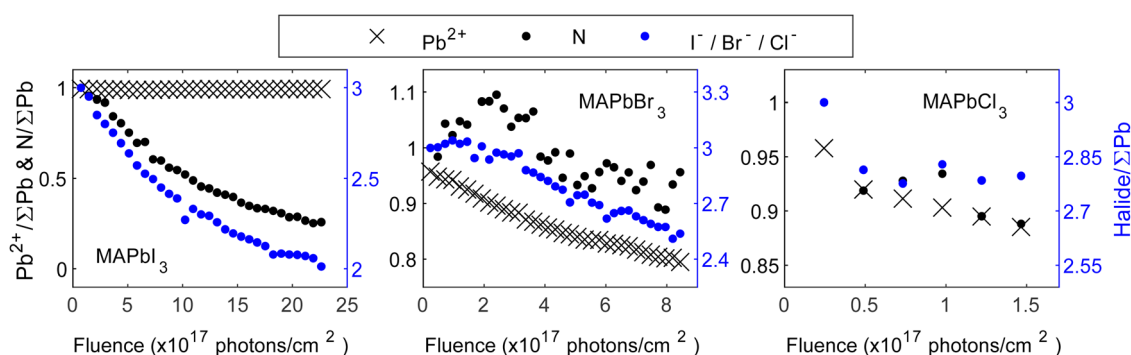 Pb²⁺ N I⁻ / Br⁻ / Cl⁻
Pb²⁺/ΣPb & N/ΣPb
1
0.5
0
MAPbI₃
3
2.5
2
0 5 10 15 20 25
Fluence (x10¹⁷ photons/cm²)
1.1
1
0.9
0.8
MAPbBr₃
3.3
3
2.7
2.4
0 2 4 6 8
Fluence (x10¹⁷ photons/cm²)
1
0.95
0.9
0.85
MAPbCl₃
3
2.85
2.7
2.55
0 0.5 1 1.5
Fluence (x10¹⁷ photons/cm²)
Halide/ΣPb